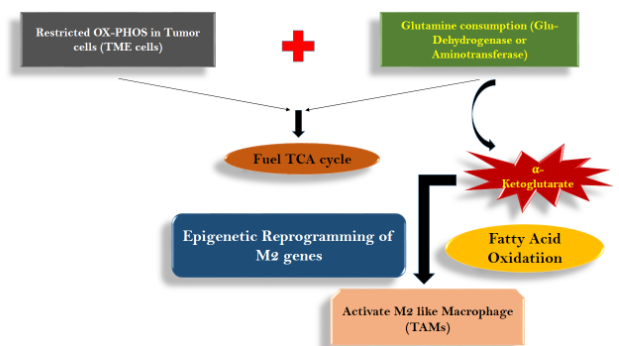 Restricted OX-PHOS in Tumor
cells (TME cells)
Glutamine consumption (Glu-
Dehydrogenase or
Aminotransferase)
Fuel TCA cycle
α-
Ketoglutarate
Epigenetic Reprogramming of
M2 genes
Fatty Acid
Oxidatiion
Activate M2 like Macrophage
(TAMs)